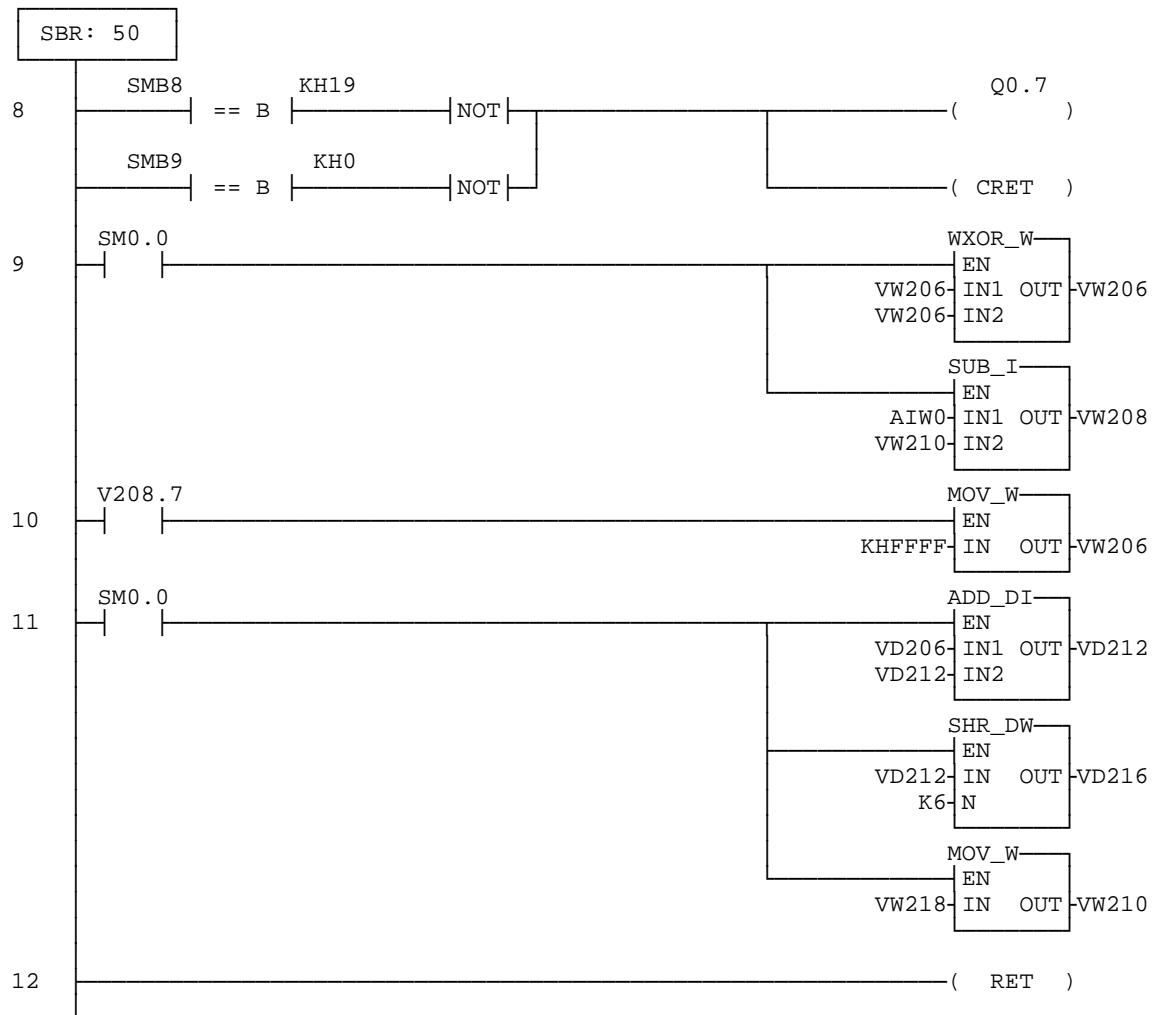 SBR: 50
SMB8 KH19 Q0.7
8 == B NOT ( )
SMB9 KH0
== B NOT ( CRET )
SM0.0 WXOR_W
9 EN
VW206 IN1 OUT VW206
VW206 IN2
SUB_I
EN
AIW0 IN1 OUT VW208
VW210 IN2
V208.7 MOV_W
10 EN
KHFFFF IN OUT VW206
SM0.0 ADD_DI
11 EN
VD206 IN1 OUT VD212
VD212 IN2
SHR_DW
EN
VD212 IN OUT VD216
K6 N
MOV_W
EN
VW218 IN OUT VW210
12 ( RET )